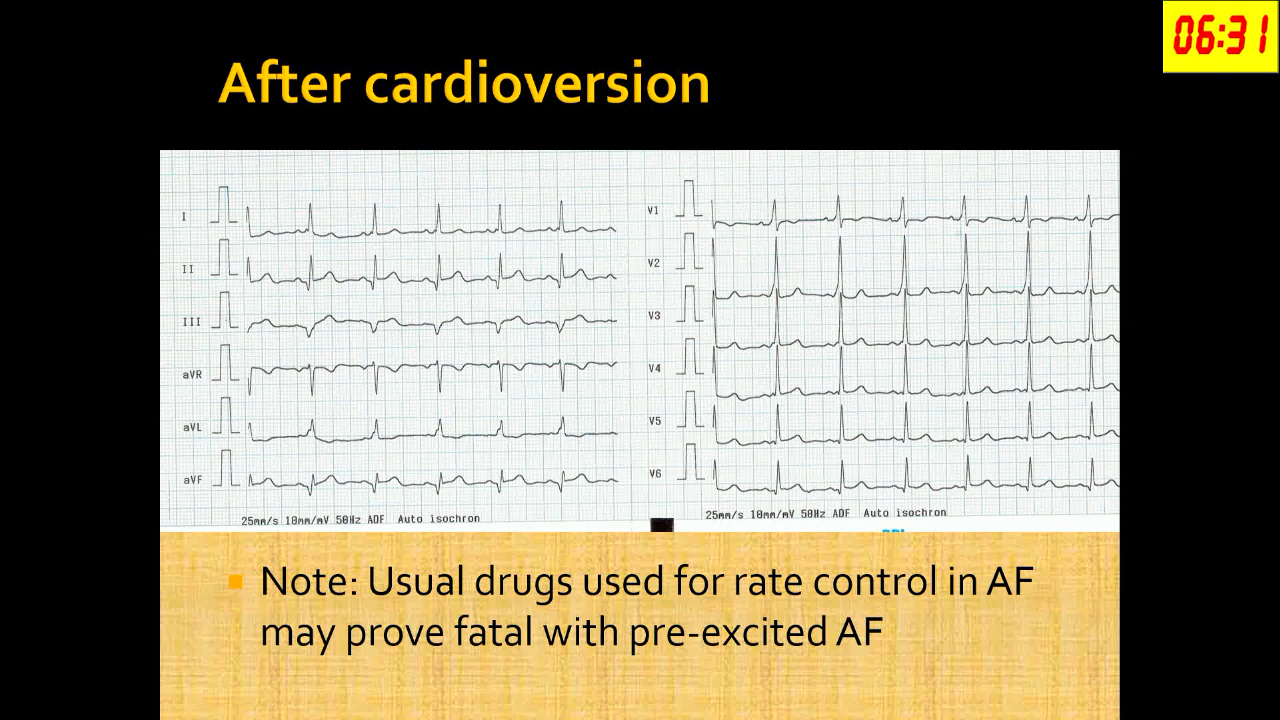 06:31
After cardioversion
I
II
III
aVR
aVL
aVF
25mm/s 10mm/mV 50Hz ADF Auto isochron
V1
V2
V3
V4
V5
V6
25mm/s 10mm/mV 50Hz ADF Auto isochron
Note: Usual drugs used for rate control in AF
may prove fatal with pre-excited AF